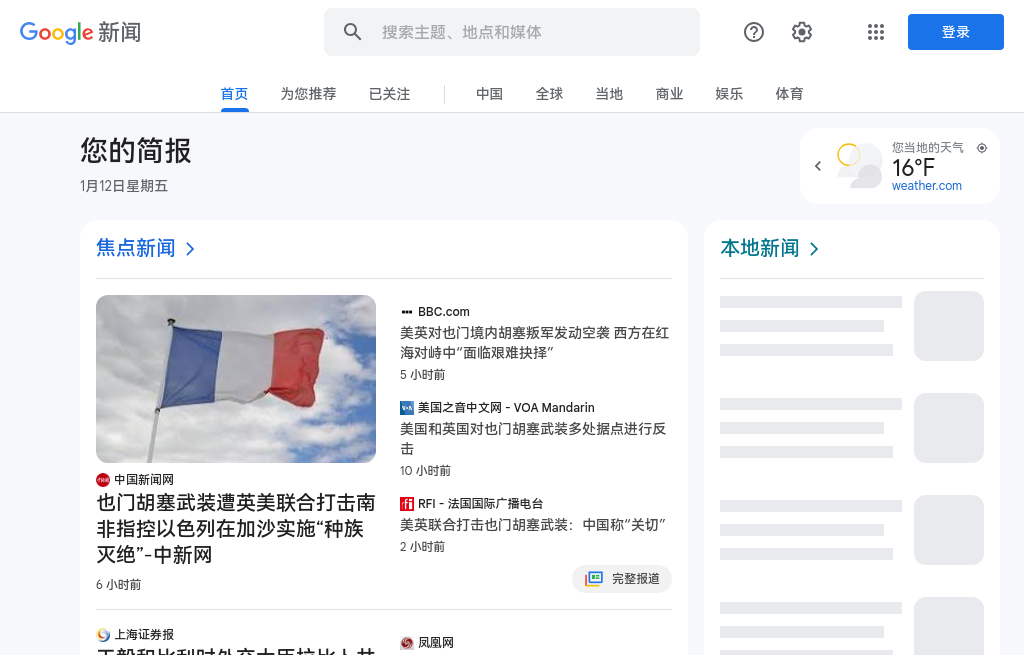 Google 新闻
搜索主题、地点和媒体
登录
首页
为您推荐
已关注
中国
全球
当地
商业
娱乐
体育
您的简报
1月12日星期五
您当地的天气
16°F
weather.com
焦点新闻
中国新闻网
也门胡塞武装遭英美联合打击南
非指控以色列在加沙实施“种族
灭绝”-中新网
6 小时前
BBC.com
美英对也门境内胡塞叛军发动空袭 西方在红
海对峙中“面临艰难抉择”
5 小时前
美国之音中文网 - VOA Mandarin
美国和英国对也门胡塞武装多处据点进行反
击
10 小时前
RFI - 法国国际广播电台
美英联合打击也门胡塞武装：中国称“关切”
2 小时前
完整报道
上海证券报
凤凰网
本地新闻